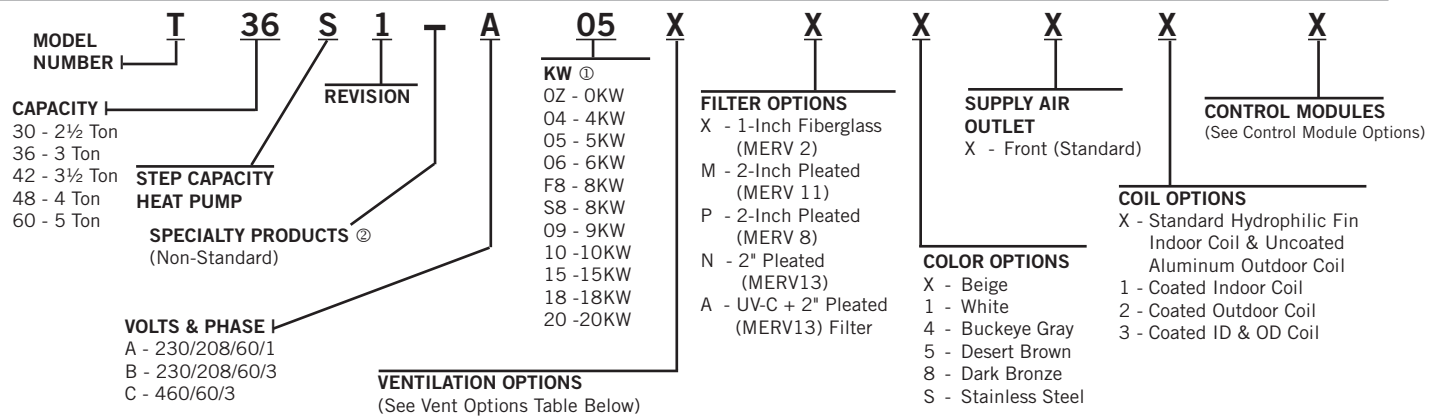 T 36 S 1 – A 05 X X X X X X
MODEL
NUMBER
CAPACITY
30 - 2½ Ton
36 - 3 Ton
42 - 3½ Ton
48 - 4 Ton
60 - 5 Ton
STEP CAPACITY
HEAT PUMP
REVISION
SPECIALTY PRODUCTS ②
(Non-Standard)
VOLTS & PHASE
A - 230/208/60/1
B - 230/208/60/3
C - 460/60/3
KW ①
0Z - 0KW
04 - 4KW
05 - 5KW
06 - 6KW
F8 - 8KW
S8 - 8KW
09 - 9KW
10 -10KW
15 -15KW
18 -18KW
20 -20KW
VENTILATION OPTIONS
(See Vent Options Table Below)
FILTER OPTIONS
X - 1-Inch Fiberglass
(MERV 2)
M - 2-Inch Pleated
(MERV 11)
P - 2-Inch Pleated
(MERV 8)
N - 2" Pleated
(MERV13)
A - UV-C + 2" Pleated
(MERV13) Filter
COLOR OPTIONS
X - Beige
1 - White
4 - Buckeye Gray
5 - Desert Brown
8 - Dark Bronze
S - Stainless Steel
SUPPLY AIR
OUTLET
X - Front (Standard)
COIL OPTIONS
X - Standard Hydrophilic Fin
Indoor Coil & Uncoated
Aluminum Outdoor Coil
1 - Coated Indoor Coil
2 - Coated Outdoor Coil
3 - Coated ID & OD Coil
CONTROL MODULES
(See Control Module Options)